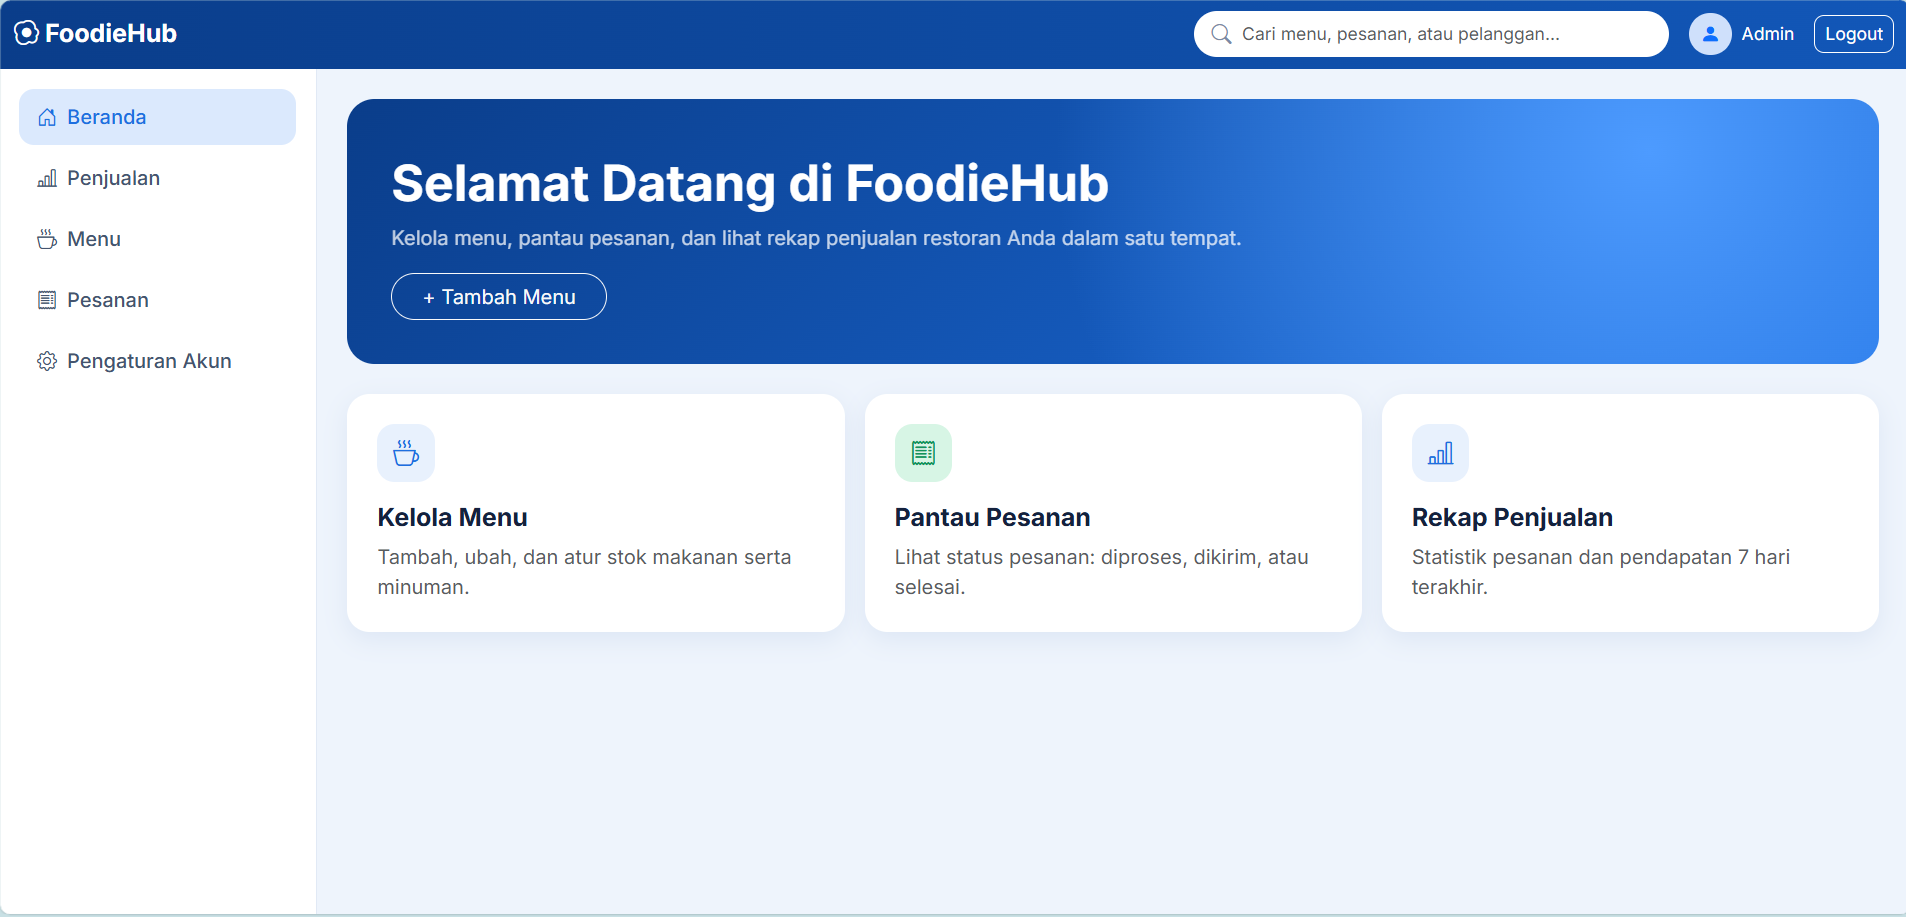 FoodieHub
Cari menu, pesanan, atau pelanggan...
Admin
Logout
Beranda
Penjualan
Menu
Pesanan
Pengaturan Akun
Selamat Datang di FoodieHub
Kelola menu, pantau pesanan, dan lihat rekap penjualan restoran Anda dalam satu tempat.
+ Tambah Menu
Kelola Menu
Tambah, ubah, dan atur stok makanan serta
minuman.
Pantau Pesanan
Lihat status pesanan: diproses, dikirim, atau
selesai.
Rekap Penjualan
Statistik pesanan dan pendapatan 7 hari
terakhir.